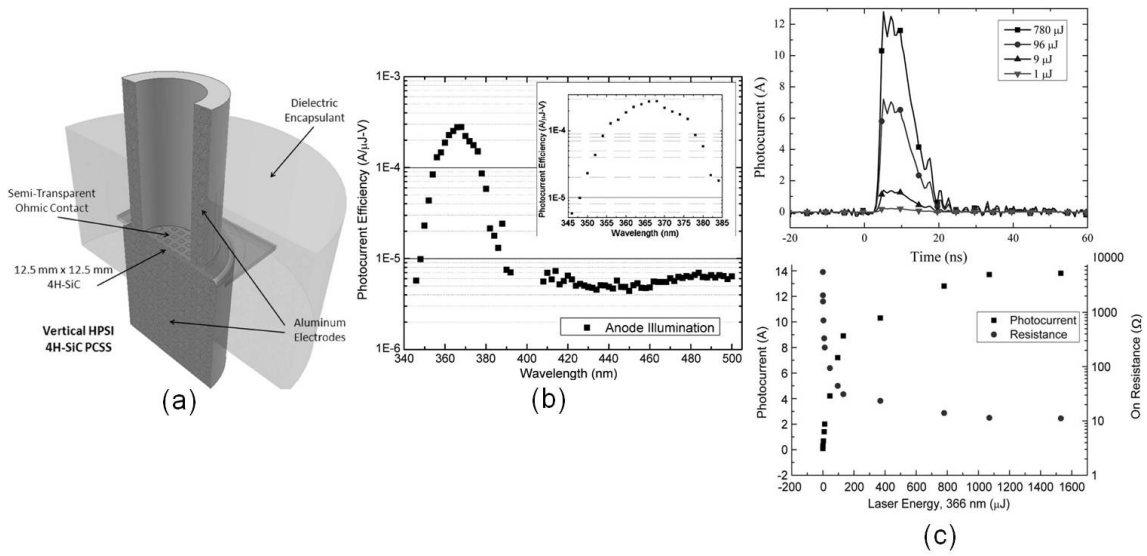 Dielectric
Encapsulant
Semi-Transparent
Ohmic Contact
12.5 mm x 12.5 mm
4H-SiC
Vertical HPSI
4H-SiC PCSS
Aluminum
Electrodes
(a)
Photocurrent Efficiency (A/μJ-V)
1E-3
1E-4
1E-5
1E-6
340 360 380 400 420 440 460 480 500
Wavelength (nm)
Anode Illumination
Photocurrent Efficiency (A/μJ-V)
1E-4
1E-5
345 350 355 360 365 370 375 380 385
Wavelength (nm)
(b)
Photocurrent (A)
12
10
8
6
4
2
0
-20 0 20 40 60
Time (ns)
780 μJ
96 μJ
9 μJ
1 μJ
Photocurrent (A)
14
12
10
8
6
4
2
0
-2
-200 0 200 400 600 800 1000 1200 1400 1600
Laser Energy, 366 nm (μJ)
Photocurrent
Resistance
10000
1000
100
10
1
On Resistance (Ω)
(c)